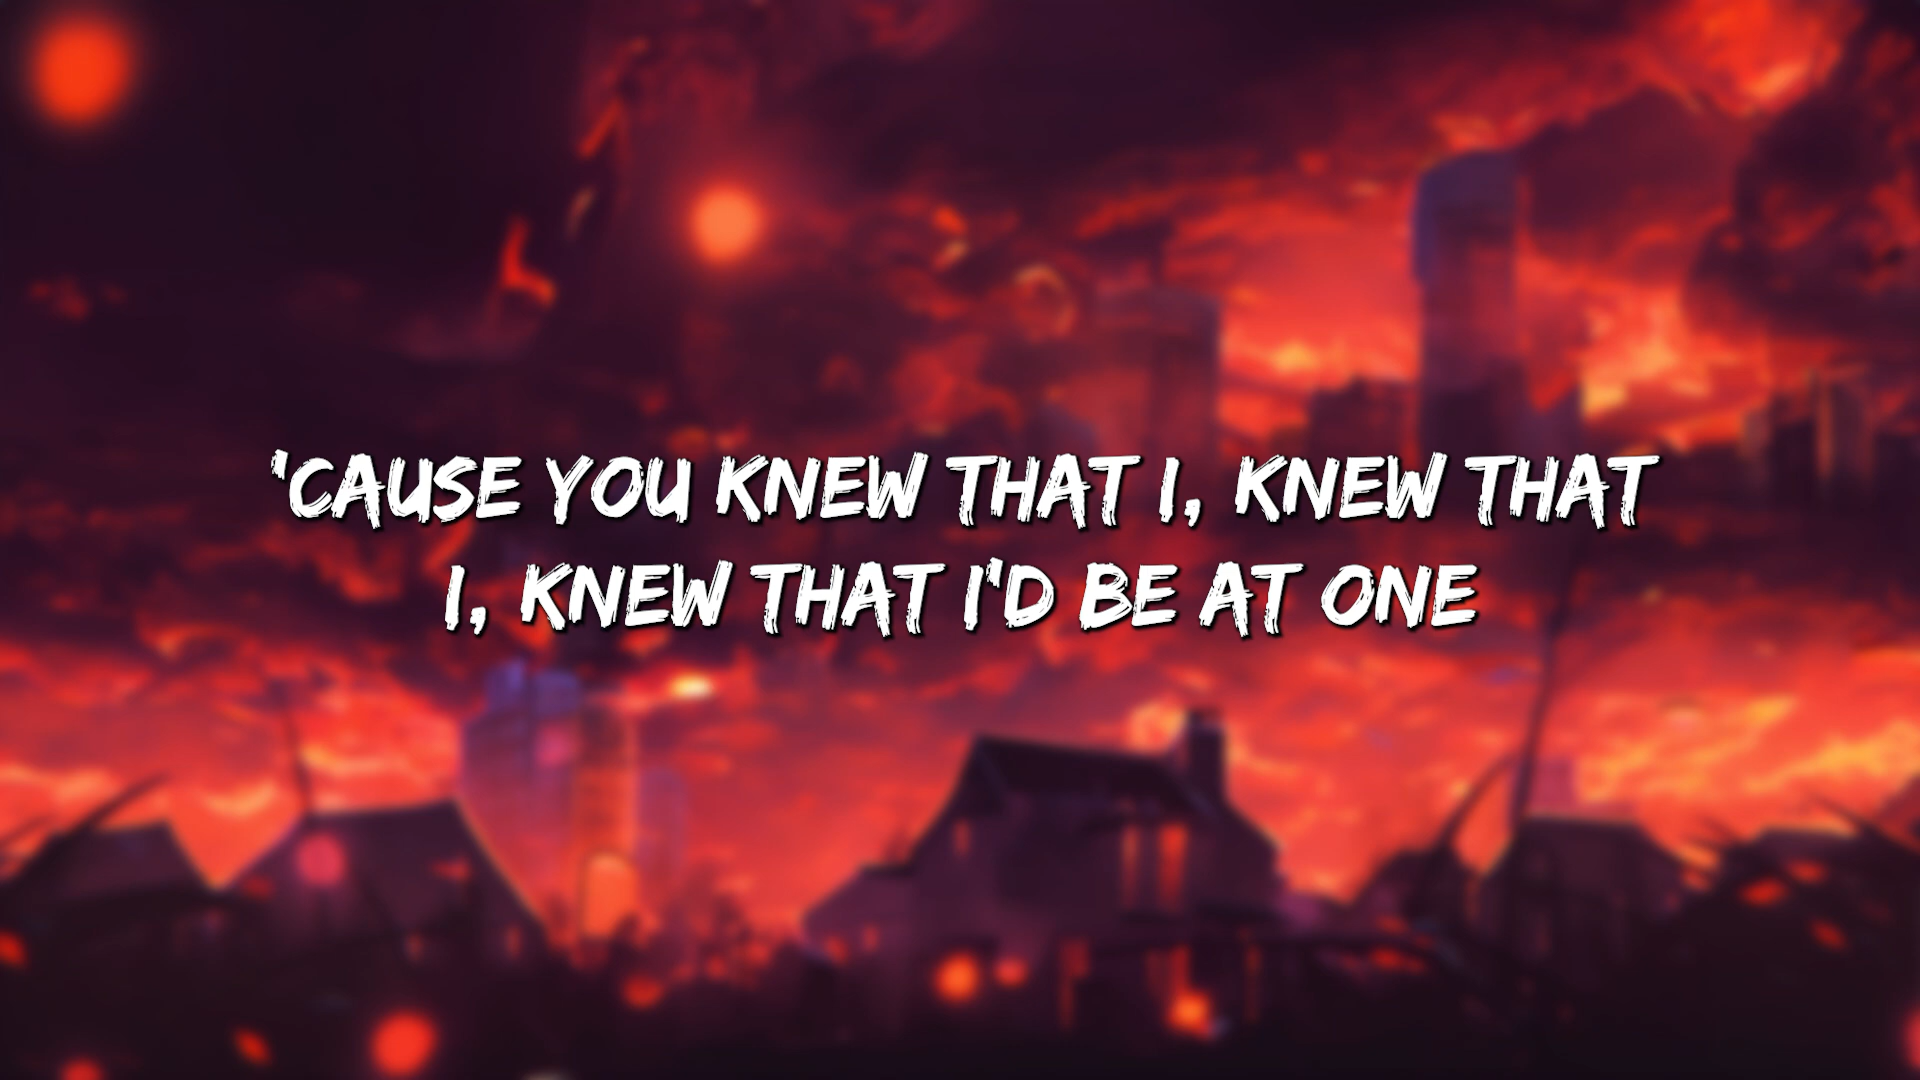 'CAUSE YOU KNEW THAT I, KNEW THAT
I, KNEW THAT I'D BE AT ONE